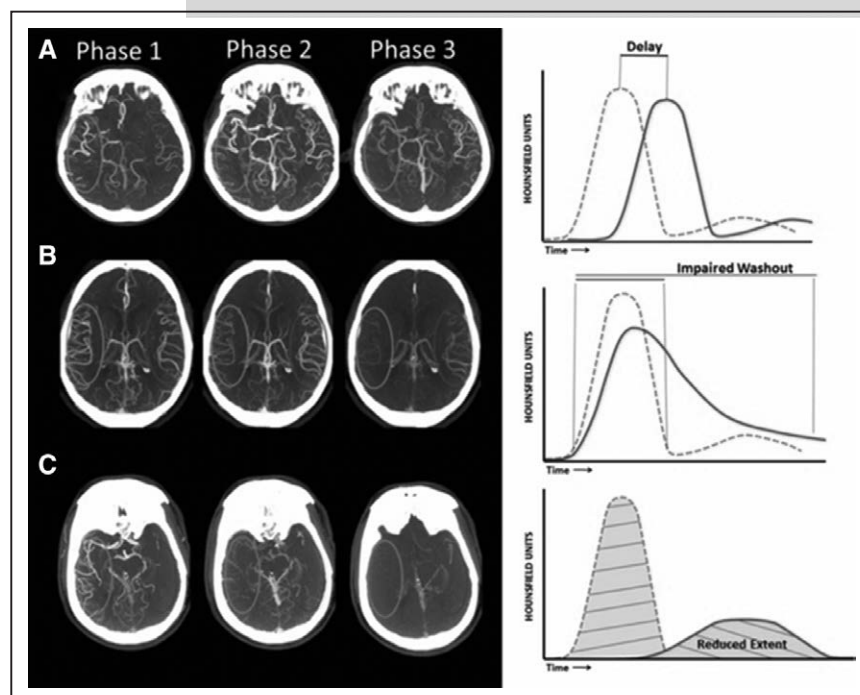 A Phase 1 Phase 2 Phase 3
Delay
HOUNSFIELD UNITS
Time
B
Impaired Washout
HOUNSFIELD UNITS
Time
C
HOUNSFIELD UNITS
Reduced Extent
Time